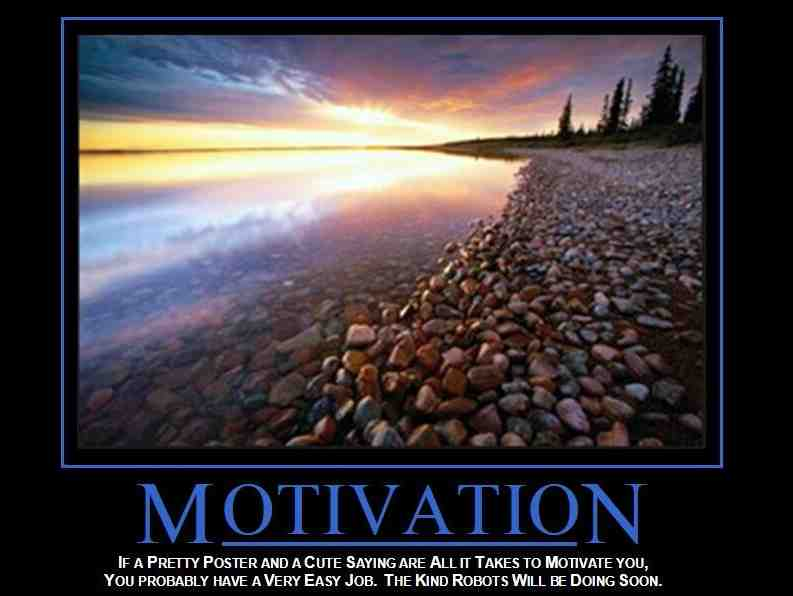 MOTIVATION
IF A PRETTY POSTER AND A CUTE SAYING ARE ALL IT TAKES TO MOTIVATE YOU,
YOU PROBABLY HAVE A VERY EASY JOB. THE KIND ROBOTS WILL BE DOING SOON.